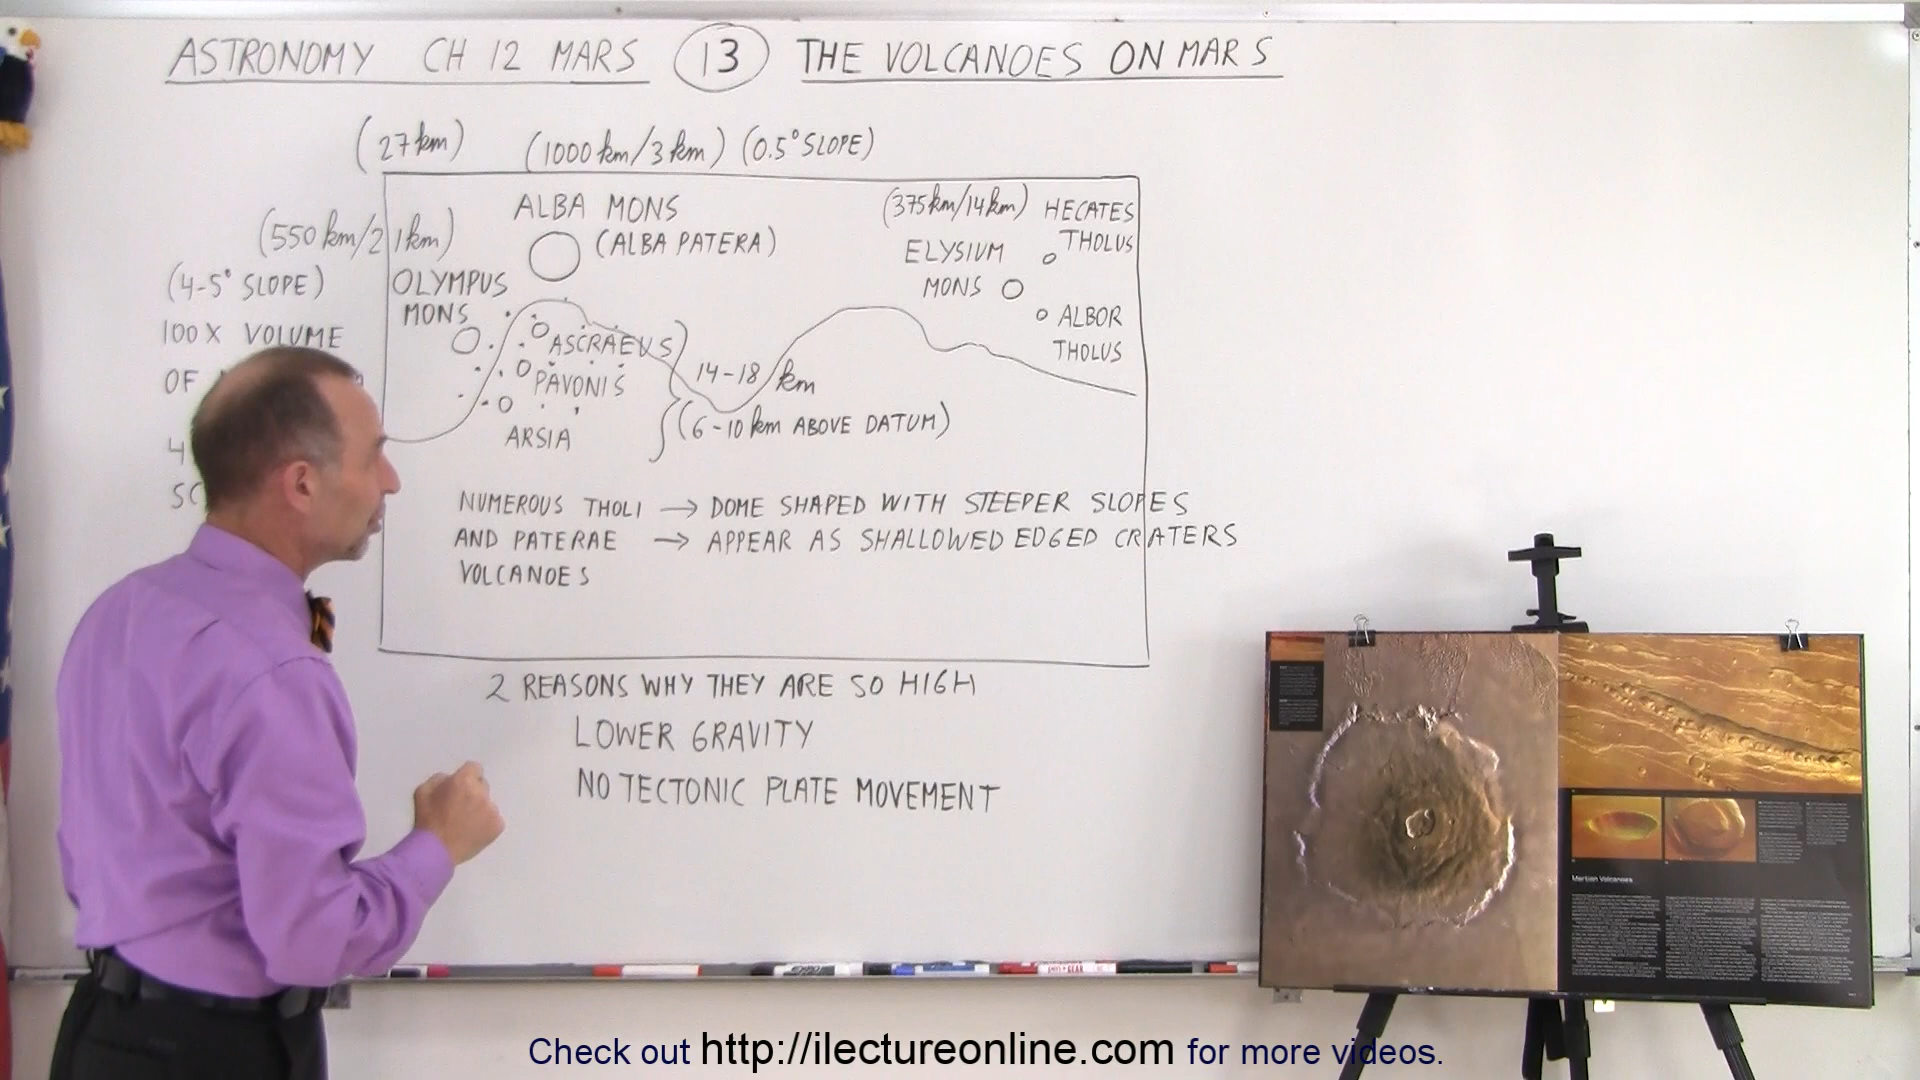 ASTRONOMY CH 12 MARS 13 THE VOLCANOES ON MARS
(27 km) (1000 km/3 km) (0.5° SLOPE)
(550 km/21km)
(4-5° SLOPE)
100 X VOLUME
OF
4
SC
ALBA MONS
(ALBA PATERA)
(375 km/14 km) HECATES
THOLUS
ELYSIUM
MONS
ALBOR
THOLUS
OLYMPUS
MONS
ASCRAEUS
PAVONIS
ARSIA
14-18 km
(6-10 km ABOVE DATUM)
NUMEROUS THOLI → DOME SHAPED WITH STEEPER SLOPES
AND PATERAE → APPEAR AS SHALLOWED EDGED CRATERS
VOLCANOES
2 REASONS WHY THEY ARE SO HIGH
LOWER GRAVITY
NO TECTONIC PLATE MOVEMENT
Martian Volcanoes
Check out http://ilectureonline.com for more videos.